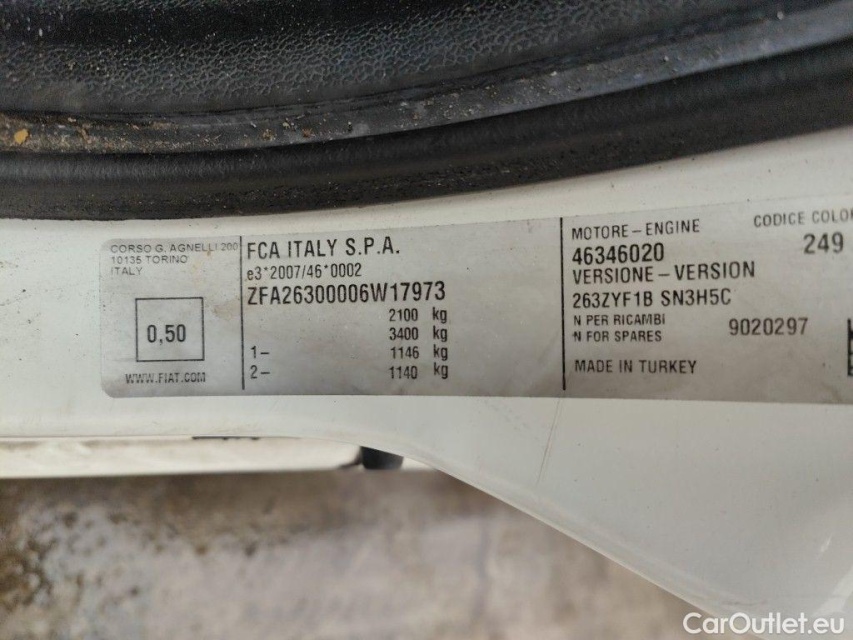 CORSO G. AGNELLI 200
10135 TORINO
ITALY
0,50
WWW.FIAT.COM
FCA ITALY S.P.A.
e3*2007/46*0002
ZFA26300006W17973
2100 kg
3400 kg
1- 1146 kg
2- 1140 kg
MOTORE-ENGINE
46346020
VERSIONE-VERSION
263ZYF1B SN3H5C
N PER RICAMBI
N FOR SPARES
9020297
MADE IN TURKEY
CODICE COLOR
249
CarOutlet.eu